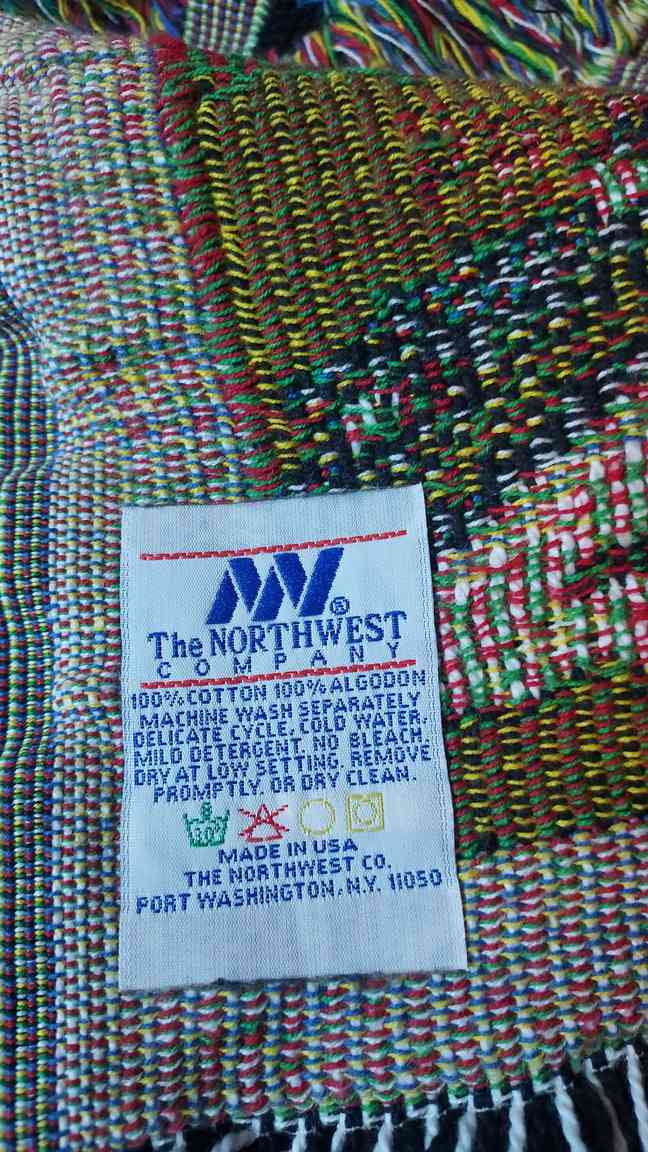 ®
The NORTHWEST
COMPANY
100% COTTON 100% ALGODON
MACHINE WASH SEPARATELY
DELICATE CYCLE, COLD WATER,
MILD DETERGENT, NO BLEACH,
DRY AT LOW SETTING. REMOVE
PROMPTLY. OR DRY CLEAN.
30°
MADE IN USA
THE NORTHWEST CO.
PORT WASHINGTON, N.Y. 11050